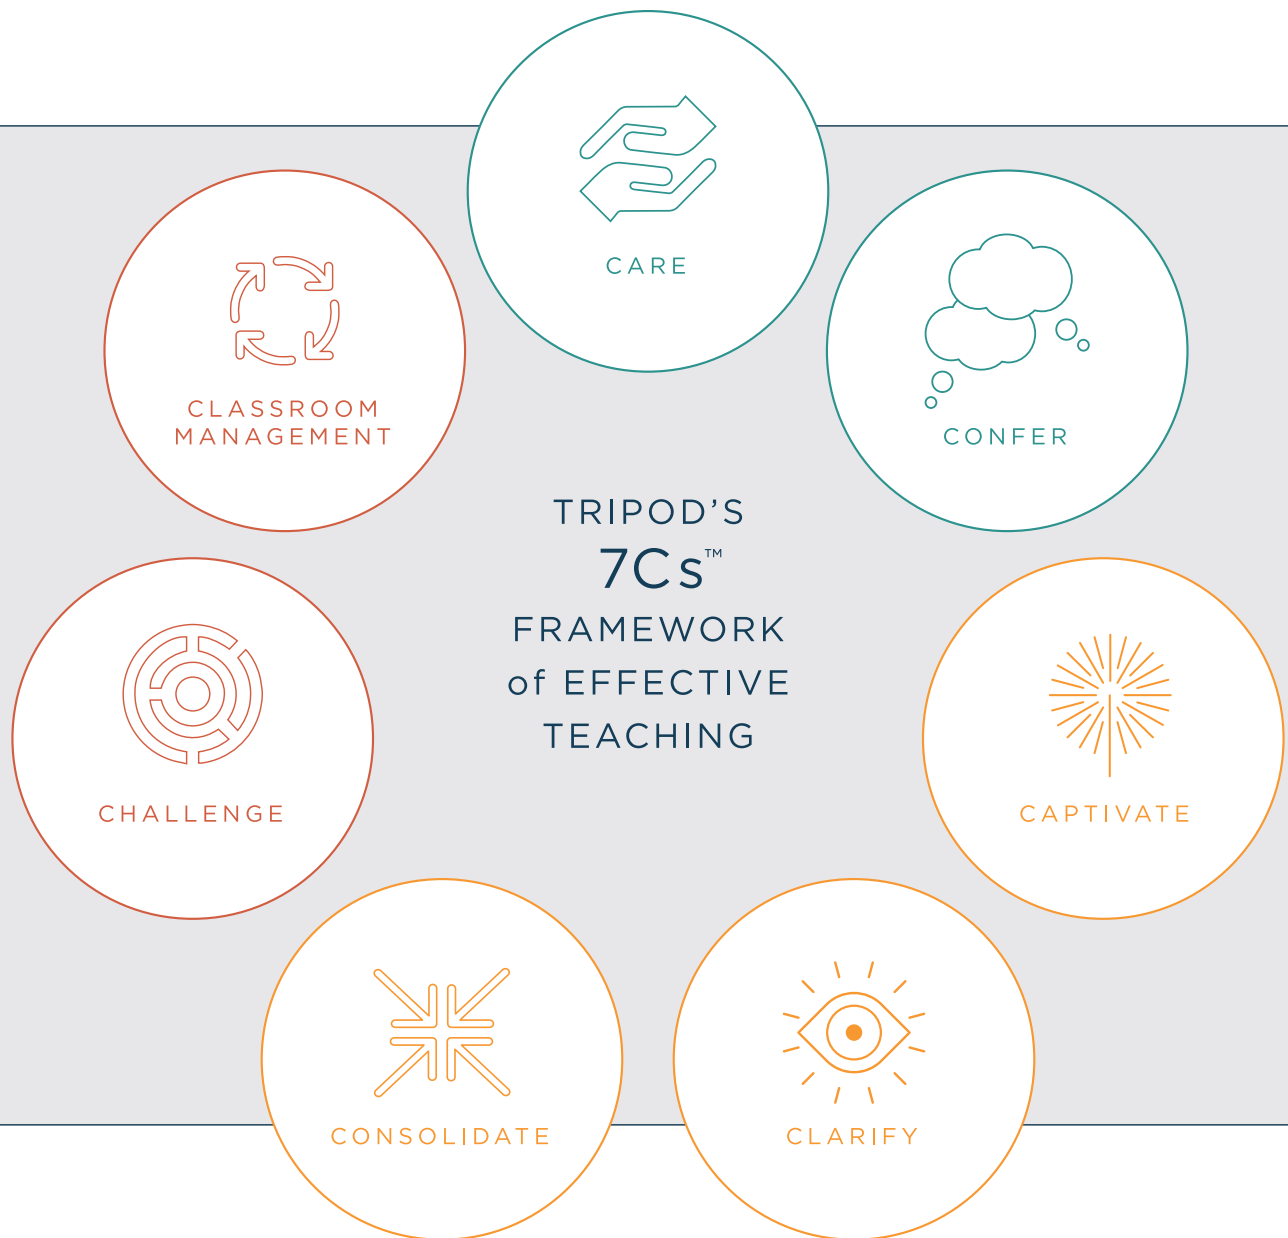 CARE
CLASSROOM
MANAGEMENT
CONFER
TRIPOD’S
7Cs™
FRAMEWORK
of EFFECTIVE
TEACHING
CHALLENGE
CAPTIVATE
CONSOLIDATE
CLARIFY